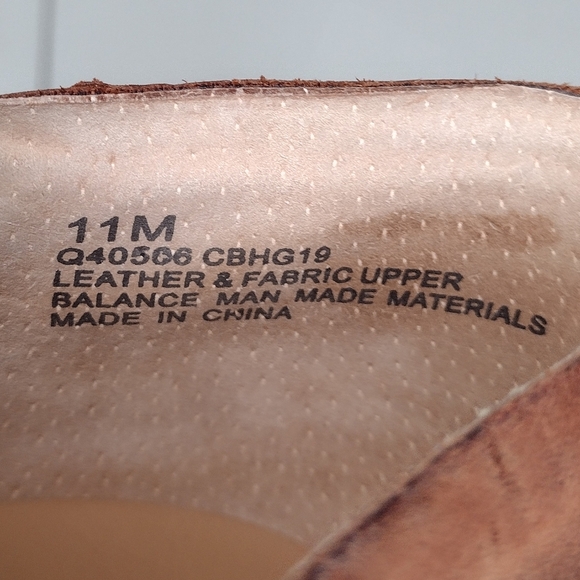 11M
Q40566 CBHG19
LEATHER & FABRIC UPPER
BALANCE MAN MADE MATERIALS
MADE IN CHINA